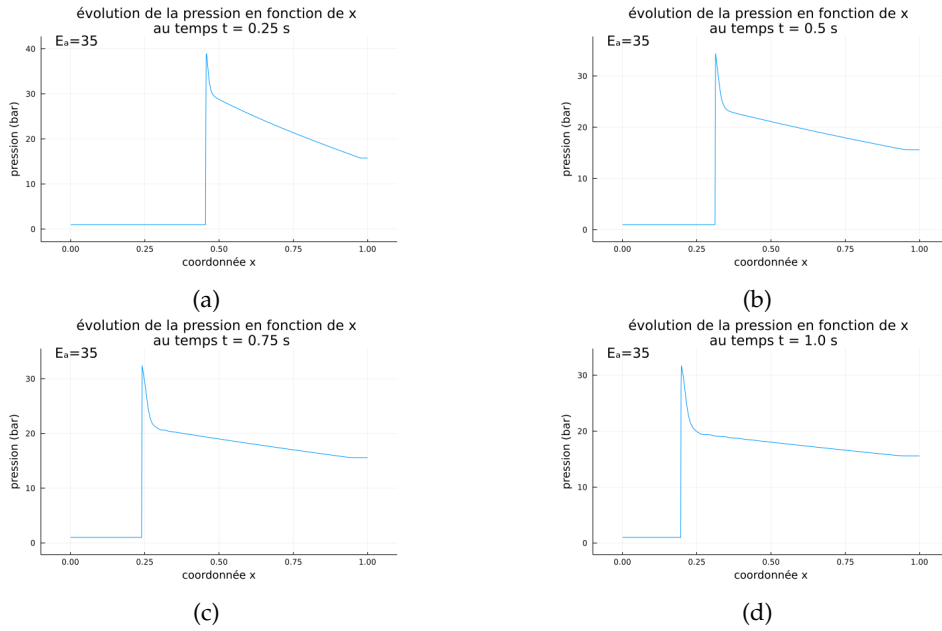 évolution de la pression en fonction de x
au temps t = 0.25 s
Eₐ=35
40
30
20
10
0
pression (bar)
0.00 0.25 0.50 0.75 1.00
coordonnée x
(a)
évolution de la pression en fonction de x
au temps t = 0.5 s
Eₐ=35
30
20
10
0
pression (bar)
0.00 0.25 0.50 0.75 1.00
coordonnée x
(b)
évolution de la pression en fonction de x
au temps t = 0.75 s
Eₐ=35
30
20
10
0
pression (bar)
0.00 0.25 0.50 0.75 1.00
coordonnée x
(c)
évolution de la pression en fonction de x
au temps t = 1.0 s
Eₐ=35
30
20
10
0
pression (bar)
0.00 0.25 0.50 0.75 1.00
coordonnée x
(d)